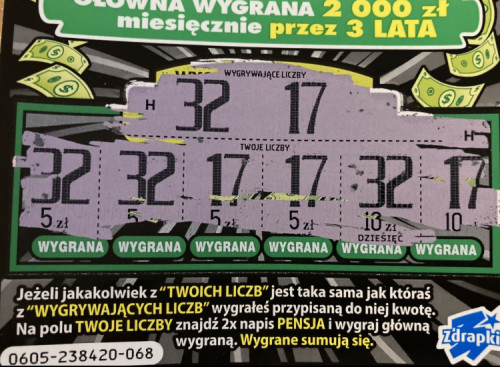 GŁÓWNA WYGRANA 2 000 zł
miesięcznie przez 3 LATA
WYGRYWAJĄCE LICZBY
H 32 17 H
TWOJE LICZBY
32 32 17 17 32 17
5 zł 5 zł 5 zł 5 zł 10 zł 10
DZIESIĘĆ
WYGRANA WYGRANA WYGRANA WYGRANA WYGRANA WYGRANA
Jeżeli jakakolwiek z "TWOICH LICZB" jest taka sama jak któraś
z "WYGRYWAJĄCYCH LICZB" wygrałeś przypisaną do niej kwotę.
Na polu TWOJE LICZBY znajdź 2x napis PENSJA i wygraj główną
wygraną. Wygrane sumują się.
Zdrapki
0605-238420-068